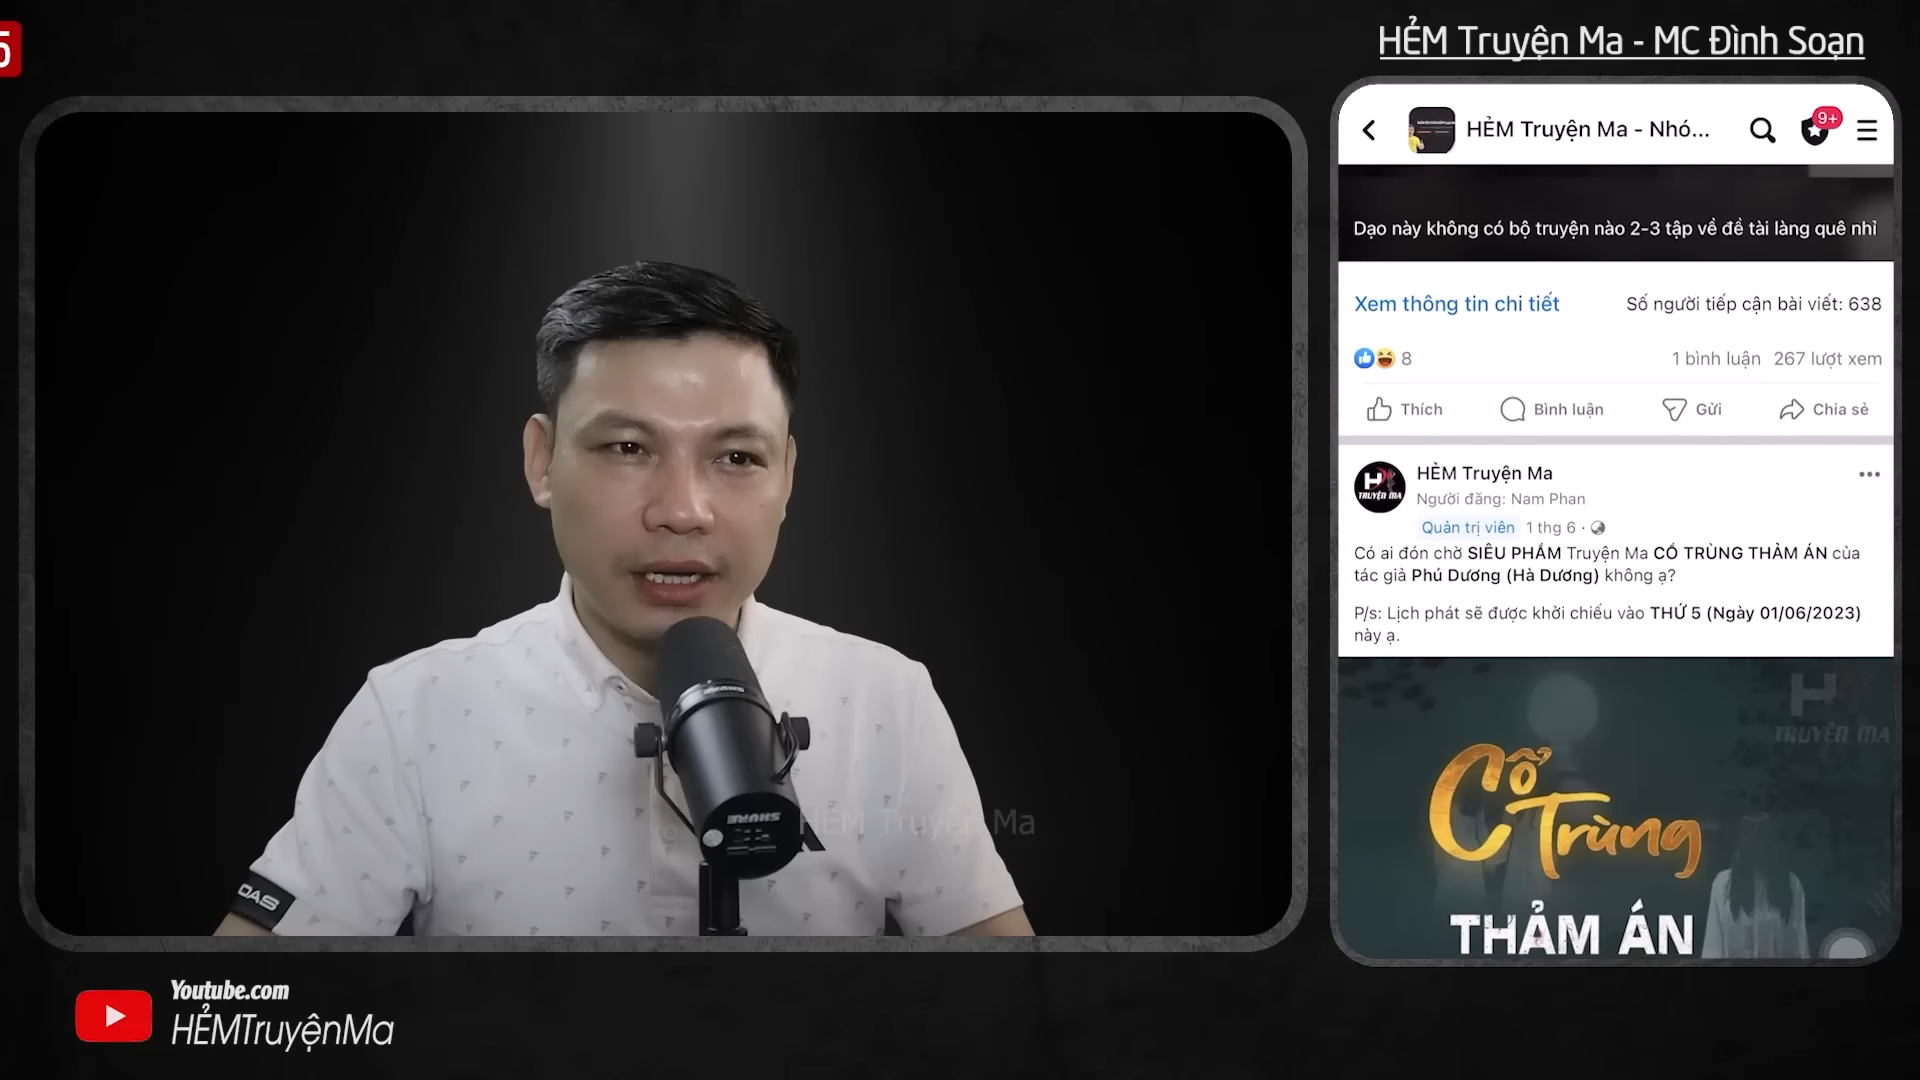 5
HẺM Truyện Ma - MC Đình Soạn
HẺM Truyện Ma - Nhó...
9+
Dạo này không có bộ truyện nào 2-3 tập về đề tài làng quê nhỉ
Xem thông tin chi tiết
Số người tiếp cận bài viết: 638
8
1 bình luận 267 lượt xem
Thích
Bình luận
Gửi
Chia sẻ
H
TRUYỆN MA
HẺM Truyện Ma
Người đăng: Nam Phan
Quản trị viên 1 thg 6 ·
Có ai đón chờ SIÊU PHẨM Truyện Ma CỔ TRÙNG THẢM ÁN của
tác giả Phú Dương (Hà Dương) không ạ?
P/s: Lịch phát sẽ được khởi chiếu vào THỨ 5 (Ngày 01/06/2023)
này ạ.
H
TRUYỆN MA
Cổ
Trùng
THẢM ÁN
SHURE
SHURE
HẺM Truyện Ma
DAS
Youtube.com
HẺMTruyệnMa